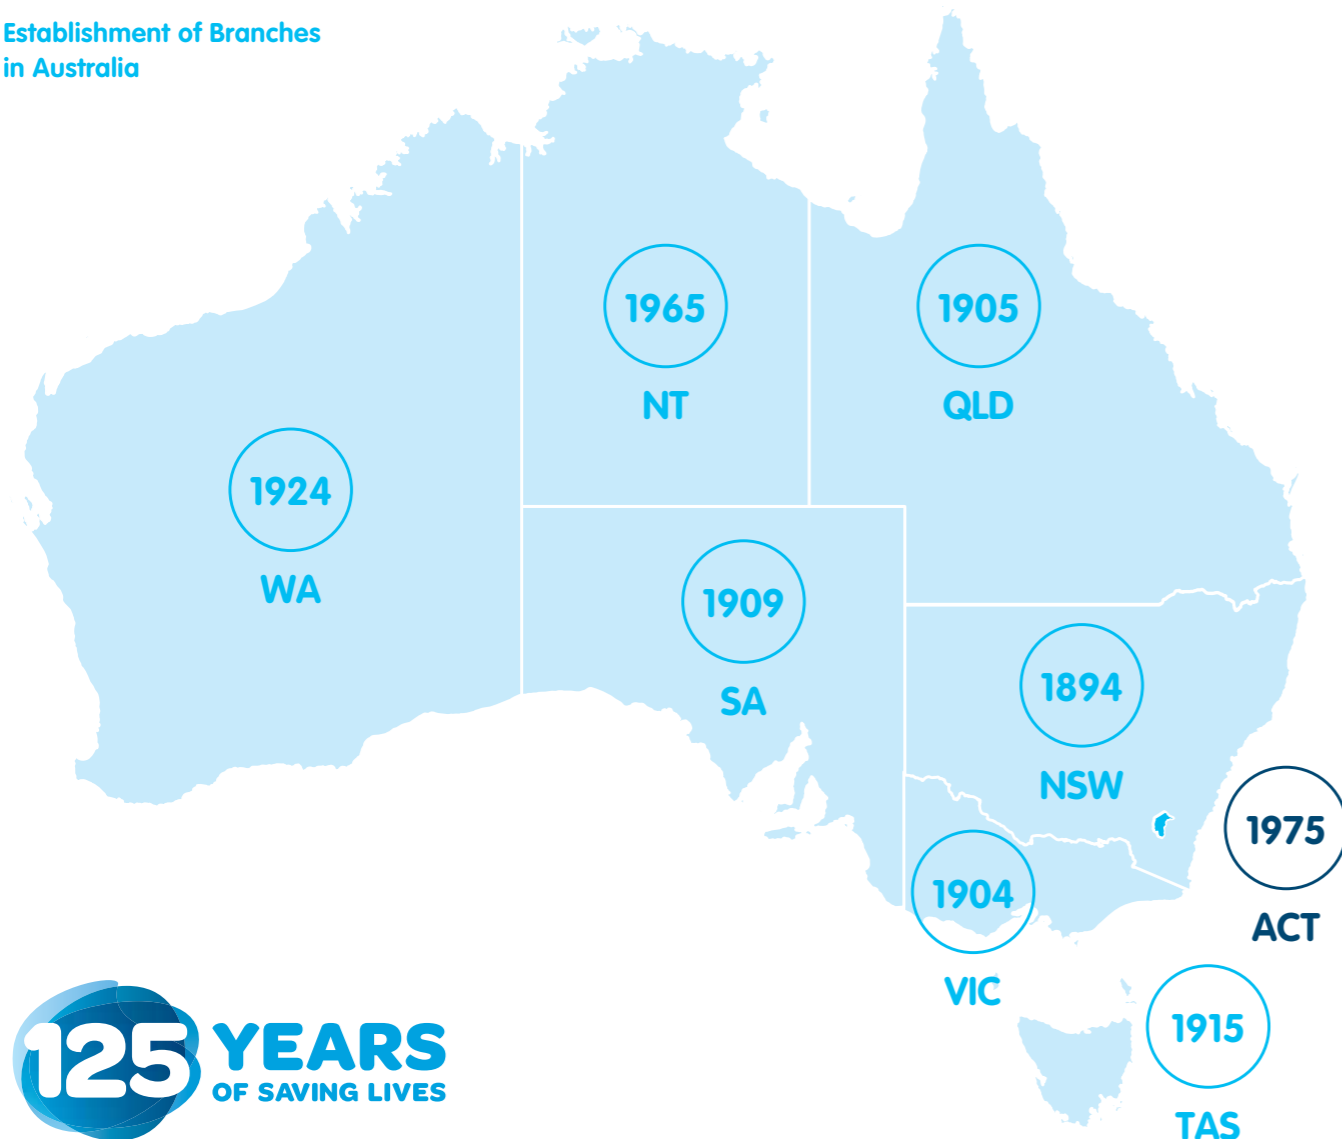 Establishment of Branches
in Australia
1965
NT
1905
QLD
1924
WA
1909
SA
1894
NSW
1975
ACT
1904
VIC
1915
TAS
125 YEARS
OF SAVING LIVES